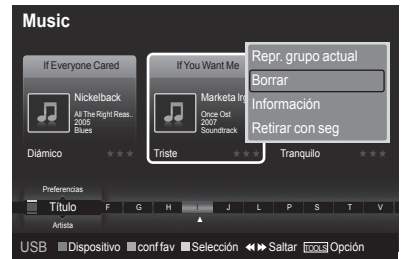 Music
If Everyone Cared
If You Want Me
Repr. grupo actual
Borrar
Información
Retirar con seg
Nickelback
All The Right Reas..
2005
Blues
Marketa Irg
Once Ost
2007
Soundtrack
Diámico ★★★
Triste ★★★
Tranquilo ★★★
Preferencias
Título F G H I J L P S T V
Artista
USB Dispositivo conf fav Selección Saltar TOOLS Opción